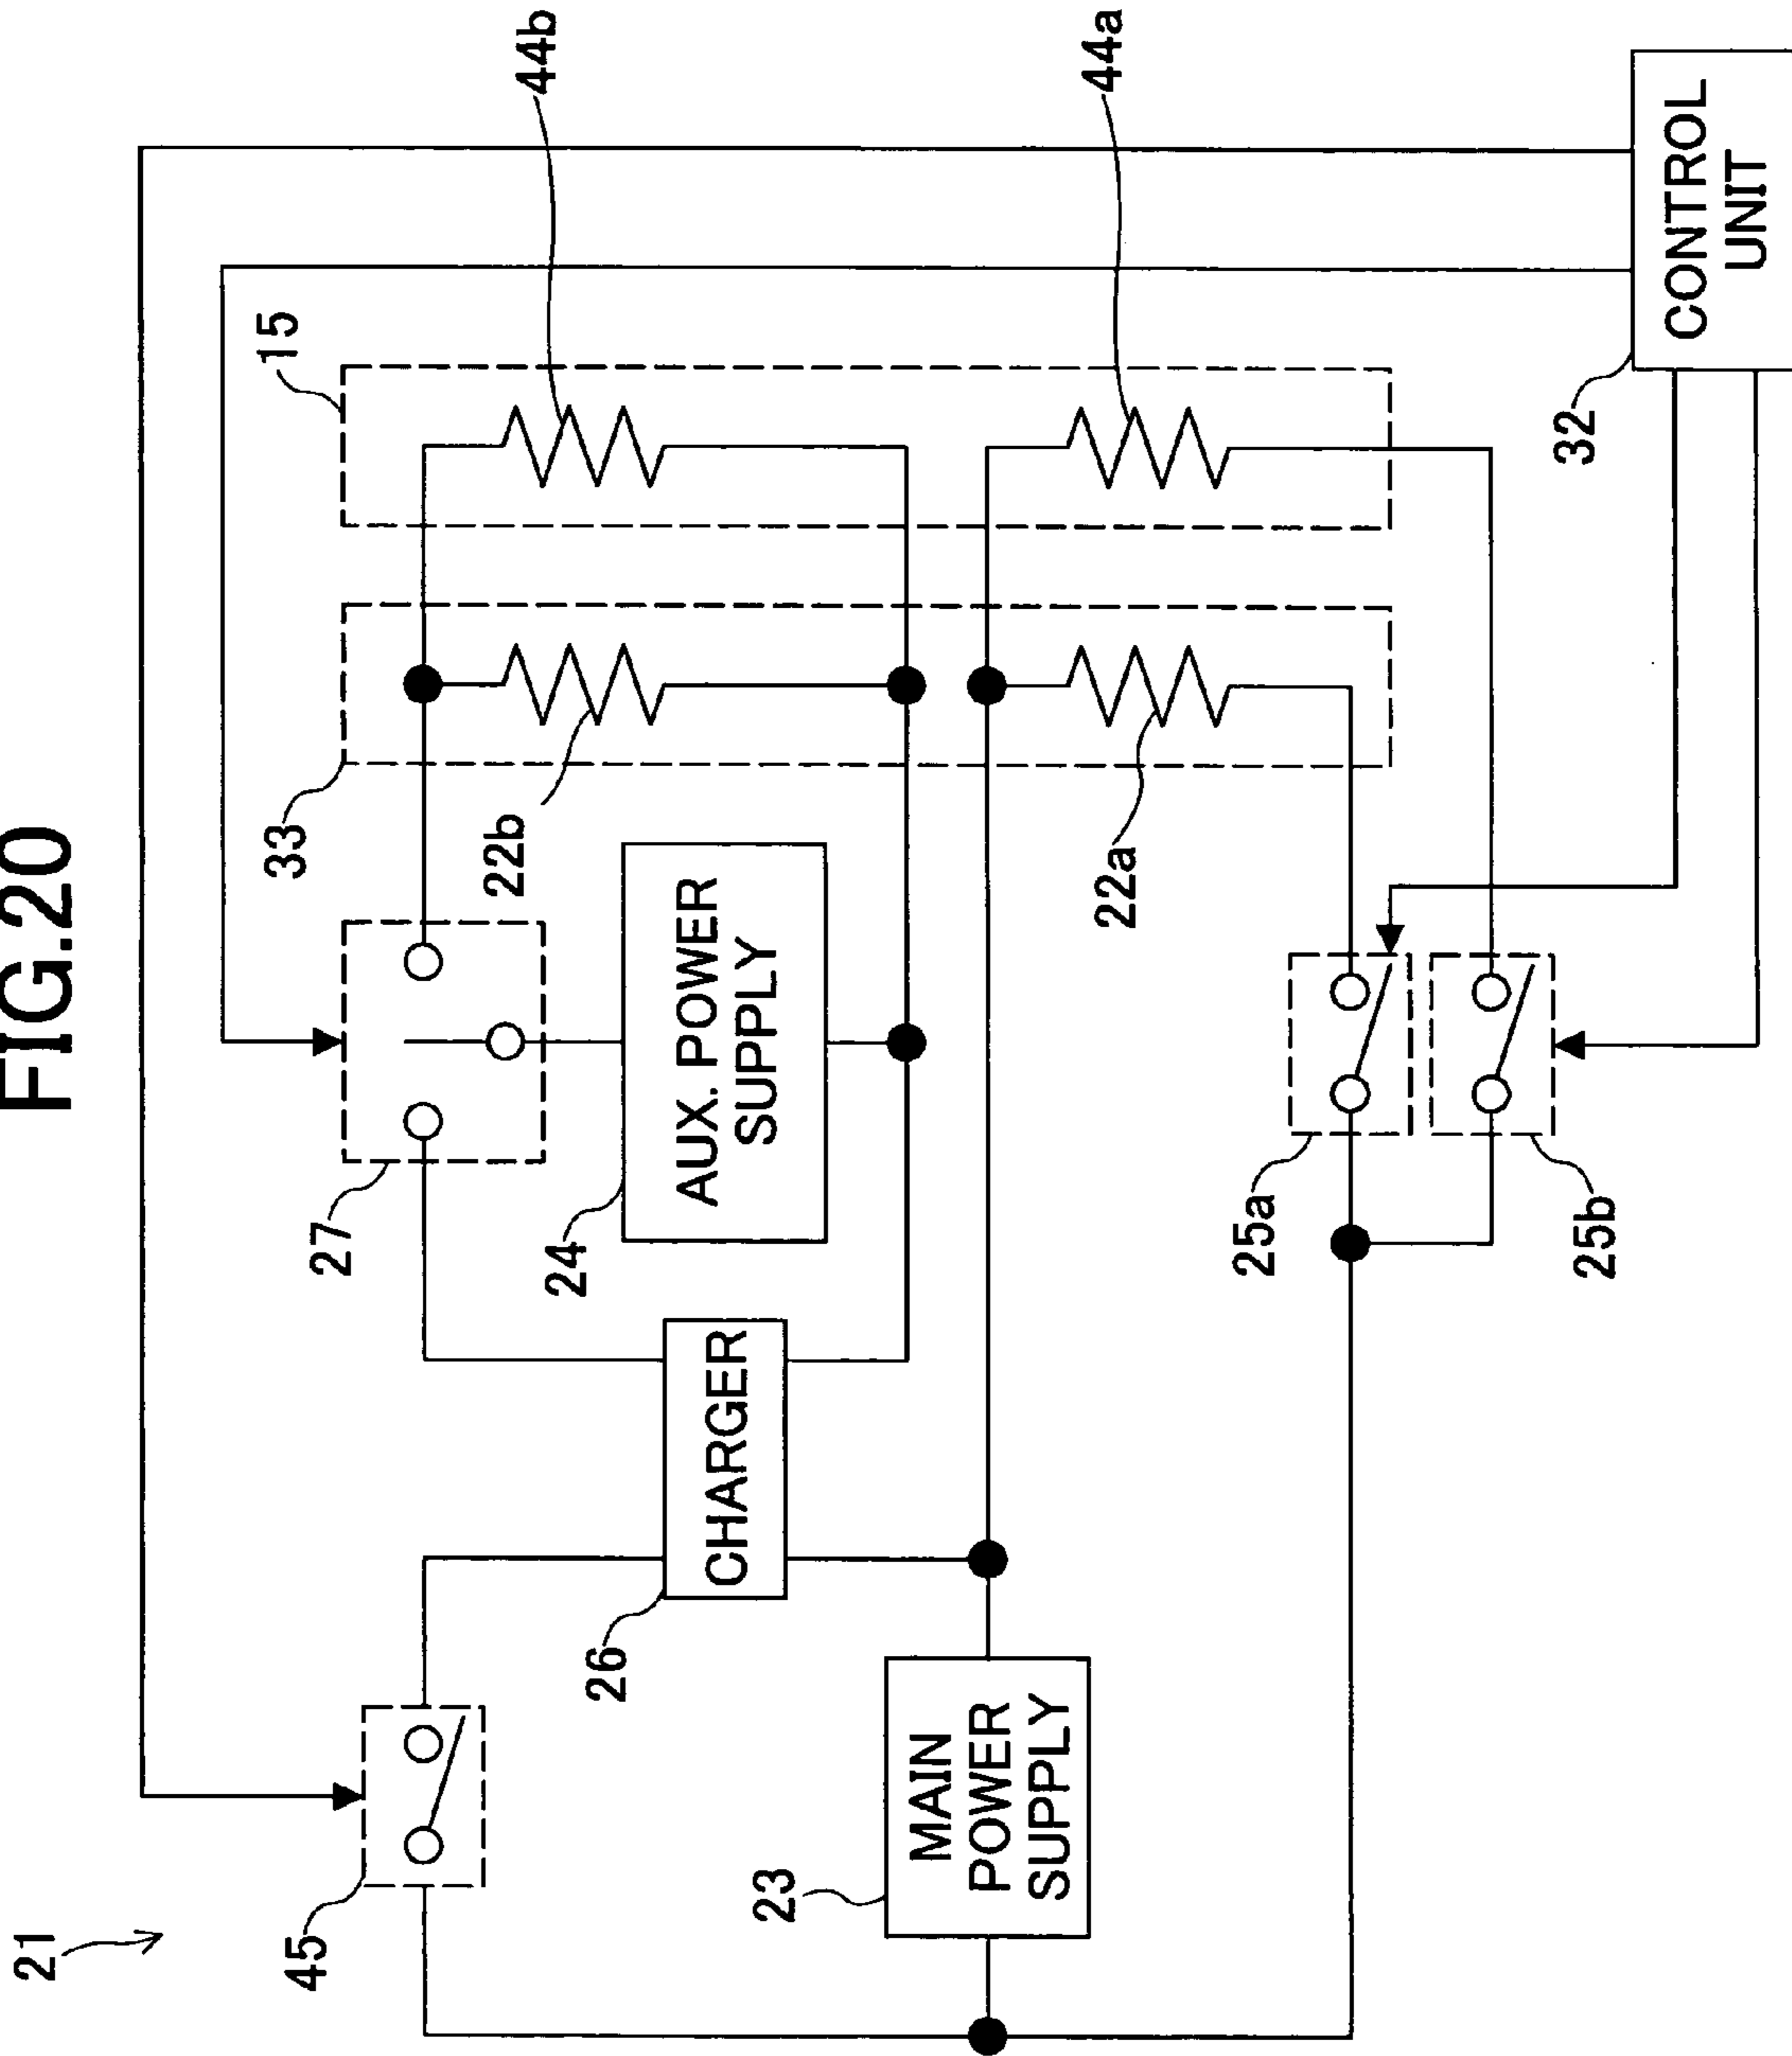 FIG.20
21
45
23
MAIN
POWER
SUPPLY
26
CHARGER
27
24
AUX. POWER
SUPPLY
33
22b
22a
15
44b
44a
25a
25b
32
CONTROL
UNIT